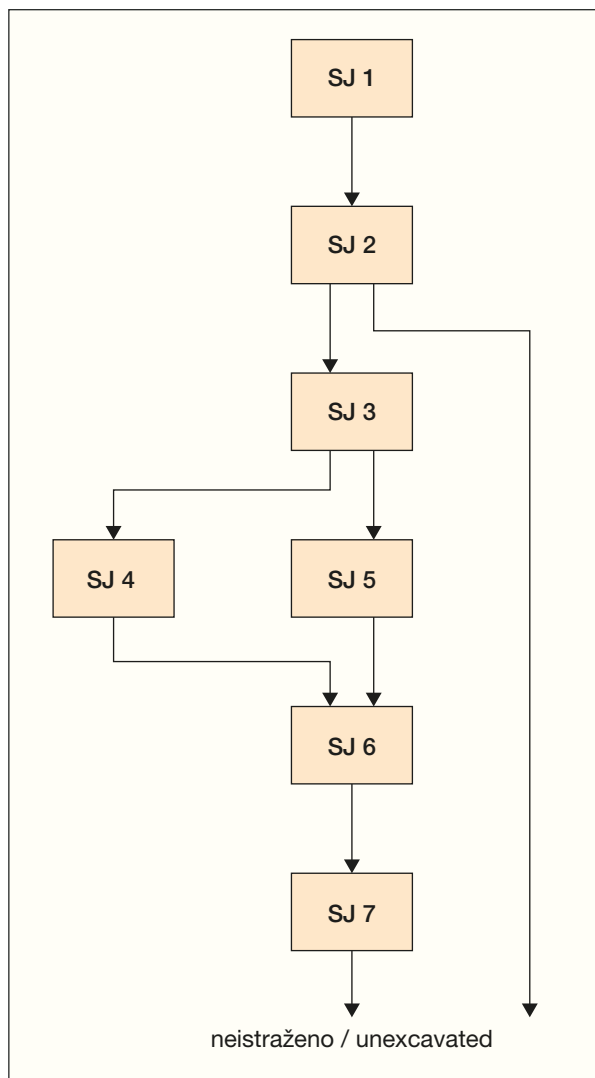 SJ 1
SJ 2
SJ 3
SJ 4
SJ 5
SJ 6
SJ 7
neistraženo / unexcavated